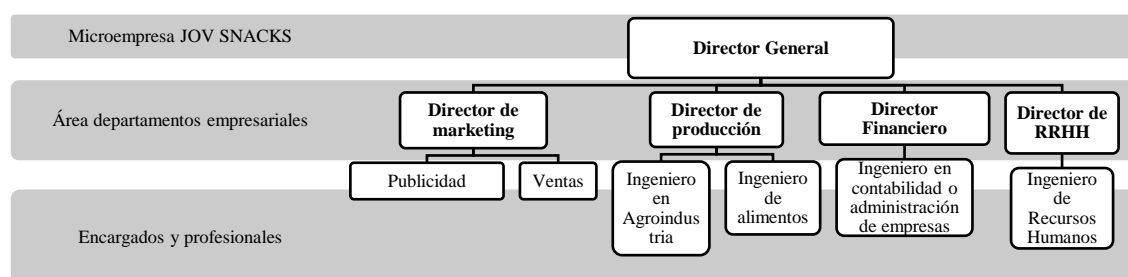 Microempresa JOV SNACKS
Director General
Área departamentos empresariales
Director de
marketing
Director de
producción
Director
Financiero
Director de
RRHH
Publicidad
Ventas
Ingeniero
en
Agroindus
tria
Ingeniero
de
alimentos
Ingeniero en
contabilidad o
administración
de empresas
Ingeniero
de
Recursos
Humanos
Encargados y profesionales